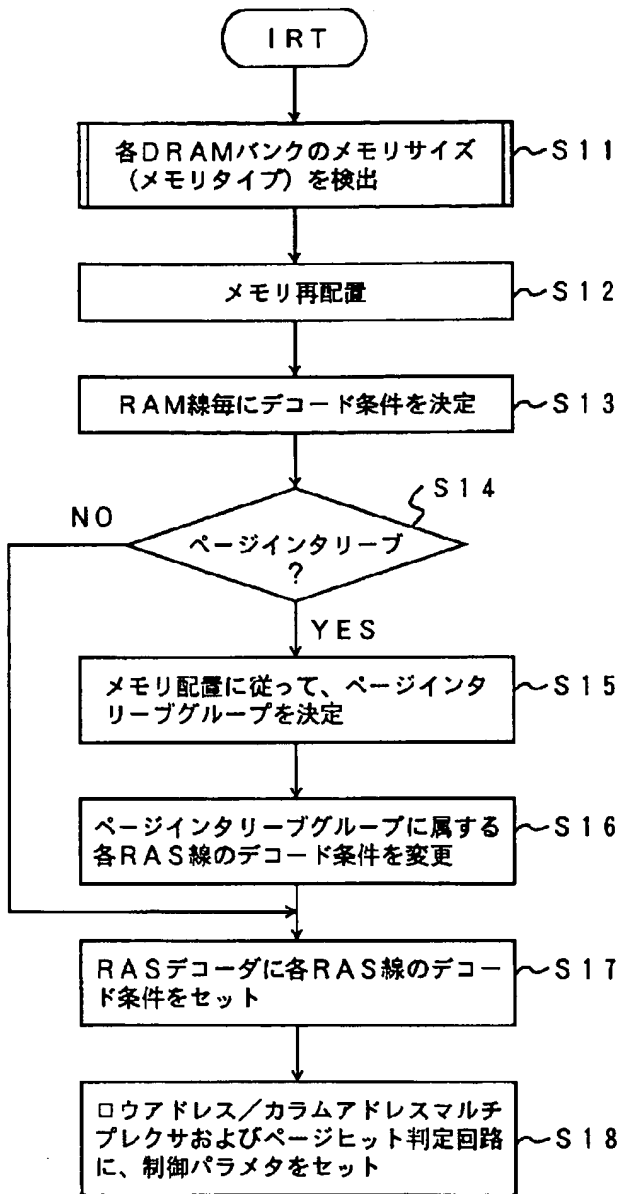 IRT
各DRAMバンクのメモリサイズ
(メモリタイプ)を検出
S11
メモリ再配置
S12
RAM線毎にデコード条件を決定
S13
S14
NO
ページインタリーブ
?
YES
メモリ配置に従って、ページインタ
リーブグループを決定
S15
ページインタリーブグループに属する
各RAS線のデコード条件を変更
S16
RASデコーダに各RAS線のデコー
ド条件をセット
S17
ロウアドレス/カラムアドレスマルチ
プレクサおよびページヒット判定回路
に、制御パラメタをセット
S18